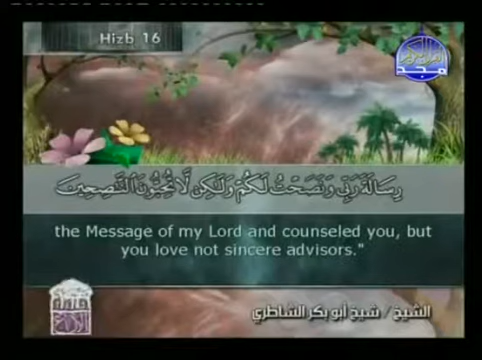 Hizb 16
المجد
رِسَالَةَ رَبِّي وَنَصَحْتُ لَكُمْ وَلَٰكِن لَّا تُحِبُّونَ النَّاصِحِينَ
the Message of my Lord and counseled you, but
you love not sincere advisors."
الشيخ / شيخ أبو بكر الشاطري